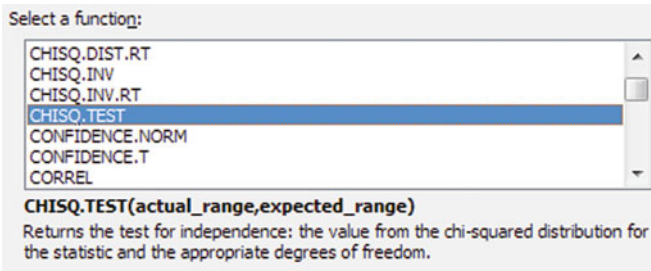 Select a function:
CHISQ.DIST.RT
CHISQ.INV
CHISQ.INV.RT
CHISQ.TEST
CONFIDENCE.NORM
CONFIDENCE.T
CORREL
CHISQ.TEST(actual_range,expected_range)
Returns the test for independence: the value from the chi-squared distribution for
the statistic and the appropriate degrees of freedom.